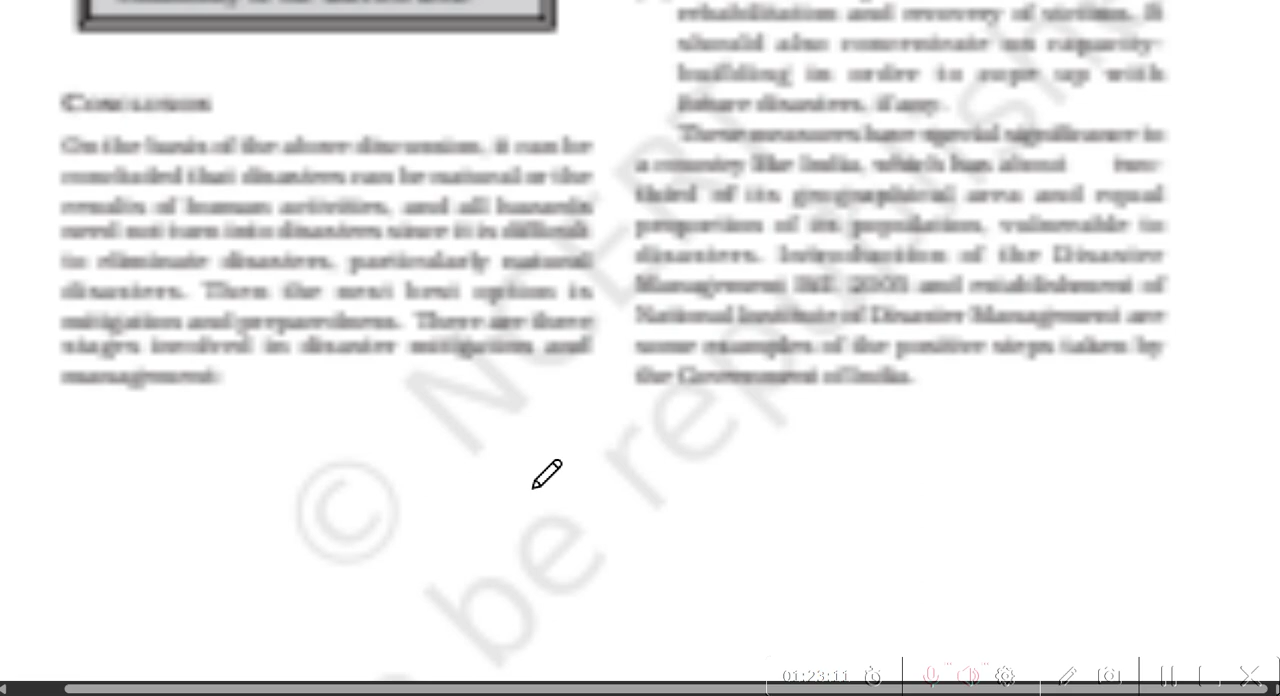 CONCLUSION
On the basis of the above discussion, it can be
concluded that disasters can be natural or the
results of human activities, and all hazards
need not turn into disasters since it is difficult
to eliminate disasters, particularly natural
disasters. Then the next best option is
mitigation and preparedness. There are three
stages involved in disaster mitigation and
management:
rehabilitation and recovery of victims. It
should also concentrate on capacity-
building in order to cope up with
future disasters, if any.
These measures have special significance to
a country like India, which has about two-
third of its geographical area and equal
proportion of its population, vulnerable to
disasters. Introduction of the Disaster
Management Bill, 2005 and establishment of
National Institute of Disaster Management are
some examples of the positive steps taken by
the Government of India.
© NCERT
be republish
01:23:11